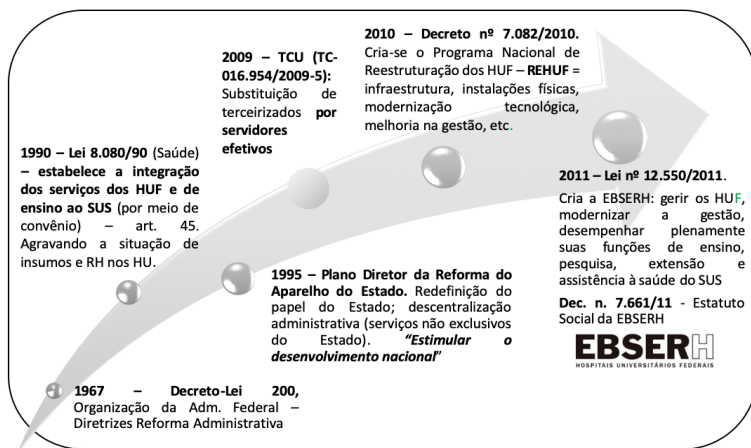 1967 – Decreto-Lei 200,
Organização da Adm. Federal –
Diretrizes Reforma Administrativa
1990 – Lei 8.080/90 (Saúde)
– estabelece a integração
dos serviços dos HUF e de
ensino ao SUS (por meio de
convênio) – art. 45.
Agravando a situação de
insumos e RH nos HU.
1995 – Plano Diretor da Reforma do
Aparelho do Estado. Redefinição do
papel do Estado; descentralização
administrativa (serviços não exclusivos
do Estado). "Estimular o
desenvolvimento nacional"
2009 – TCU (TC-
016.954/2009-5):
Substituição de
terceirizados por
servidores
efetivos
2010 – Decreto nº 7.082/2010.
Cria-se o Programa Nacional de
Reestruturação dos HUF – REHUF =
infraestrutura, instalações físicas,
modernização tecnológica,
melhoria na gestão, etc.
2011 – Lei nº 12.550/2011.
Cria a EBSERH: gerir os HUF,
modernizar a gestão,
desempenhar plenamente
suas funções de ensino,
pesquisa, extensão e
assistência à saúde do SUS
Dec. n. 7.661/11 - Estatuto
Social da EBSERH
EBSERH
HOSPITAIS UNIVERSITÁRIOS FEDERAIS